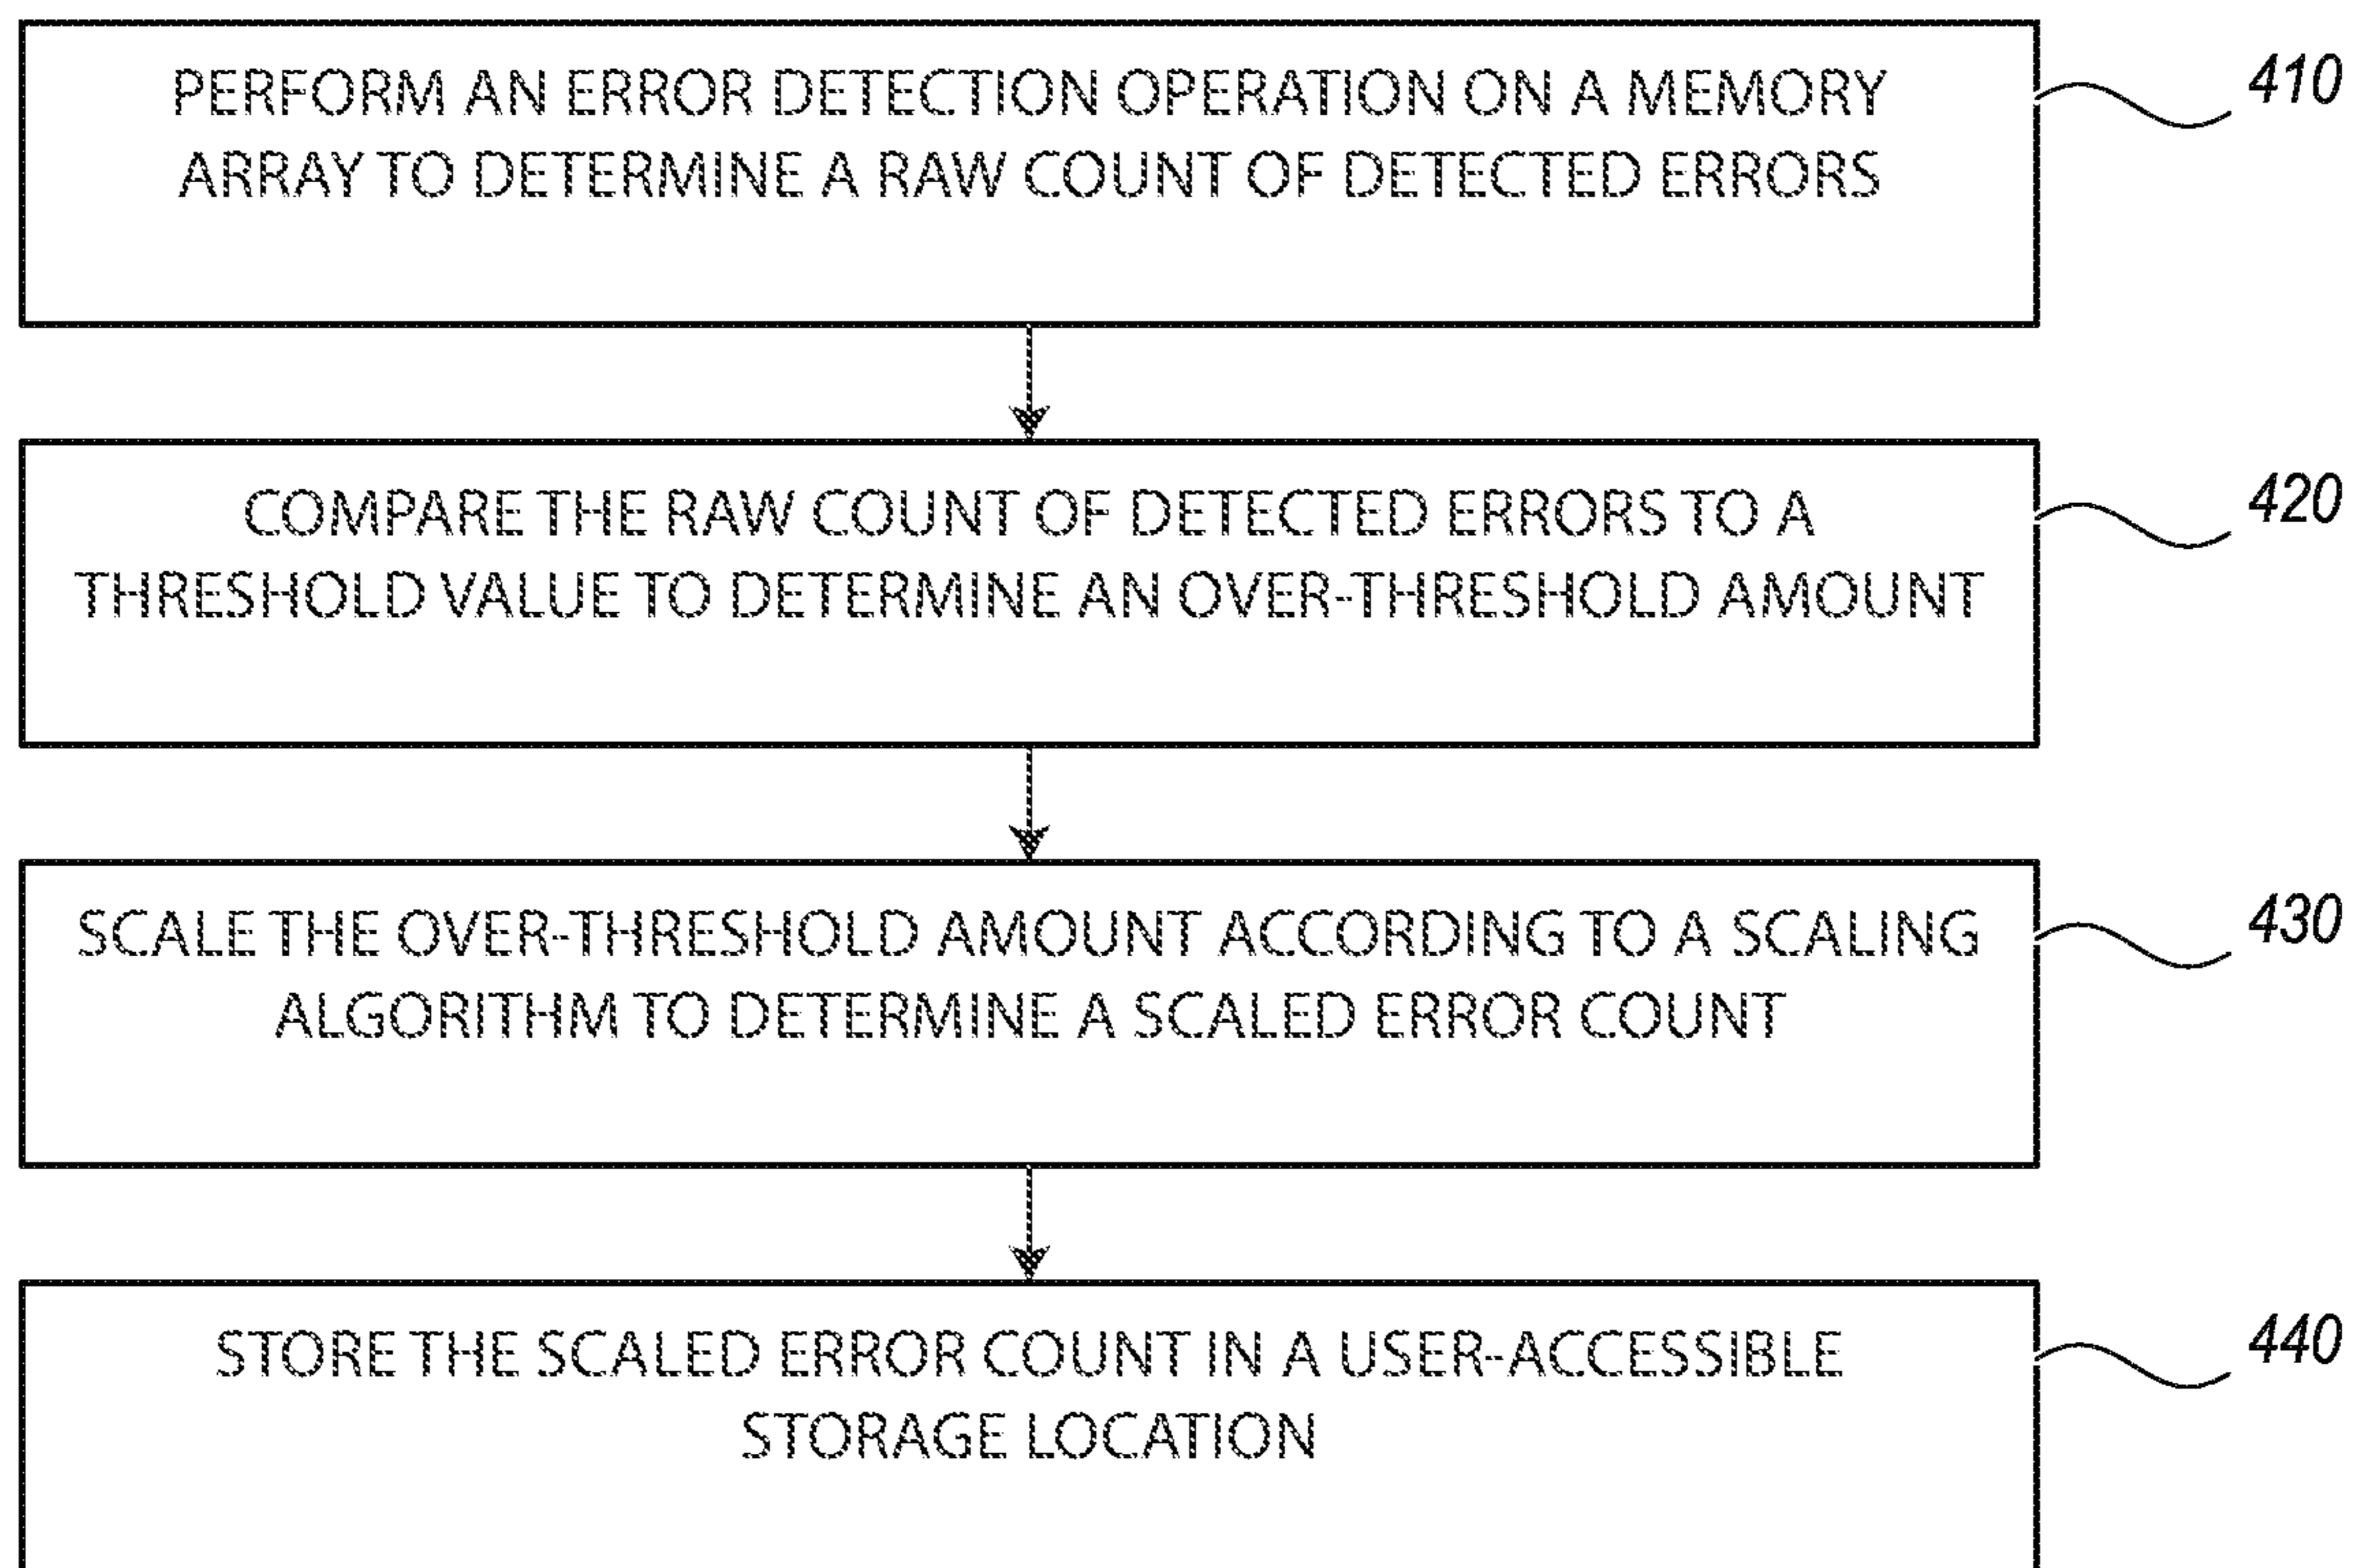 PERFORM AN ERROR DETECTION OPERATION ON A MEMORY
ARRAY TO DETERMINE A RAW COUNT OF DETECTED ERRORS
410
COMPARE THE RAW COUNT OF DETECTED ERRORS TO A
THRESHOLD VALUE TO DETERMINE AN OVER-THRESHOLD AMOUNT
420
SCALE THE OVER-THRESHOLD AMOUNT ACCORDING TO A SCALING
ALGORITHM TO DETERMINE A SCALED ERROR COUNT
430
STORE THE SCALED ERROR COUNT IN A USER-ACCESSIBLE
STORAGE LOCATION
440